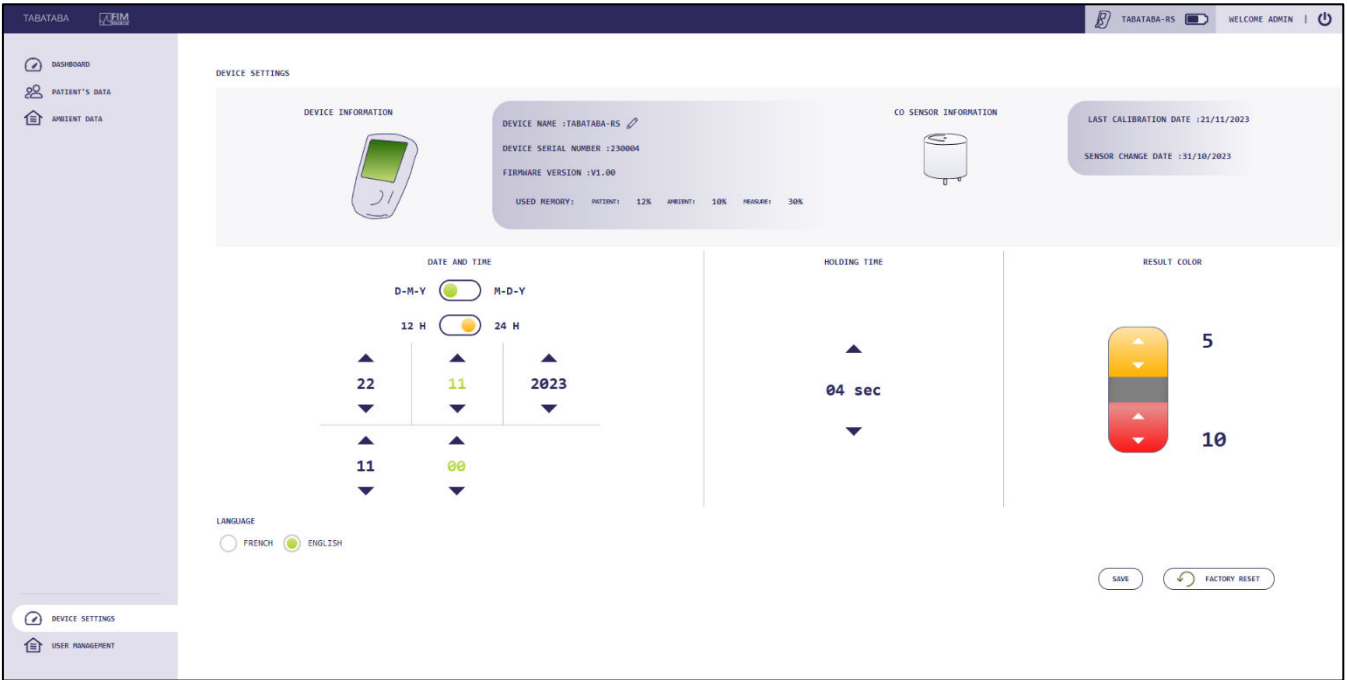 TABATABA FIM TABATABA-RS WELCOME ADMIN |
DASHBOARD
PATIENT'S DATA
AMBIENT DATA
DEVICE SETTINGS
DEVICE INFORMATION
DEVICE NAME :TABATABA-RS
DEVICE SERIAL NUMBER :230004
FIRMWARE VERSION :V1.00
USED MEMORY: PATIENT: 12% AMBIENT: 10% MEASURE: 30%
CO SENSOR INFORMATION
LAST CALIBRATION DATE :21/11/2023
SENSOR CHANGE DATE :31/10/2023
DATE AND TIME
D-M-Y M-D-Y
12 H 24 H
22 11 2023
11 00
HOLDING TIME
04 sec
RESULT COLOR
5
10
LANGUAGE
FRENCH ENGLISH
SAVE FACTORY RESET
DEVICE SETTINGS
USER MANAGEMENT